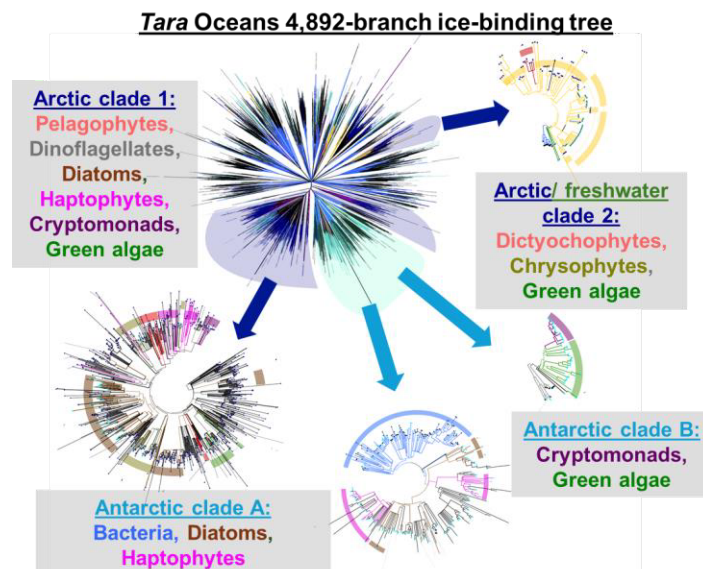 Tara Oceans 4,892-branch ice-binding tree
Arctic clade 1:
Pelagophytes,
Dinoflagellates,
Diatoms,
Haptophytes,
Cryptomonads,
Green algae
Arctic/ freshwater
clade 2:
Dictyochophytes,
Chrysophytes,
Green algae
Antarctic clade B:
Cryptomonads,
Green algae
Antarctic clade A:
Bacteria, Diatoms,
Haptophytes